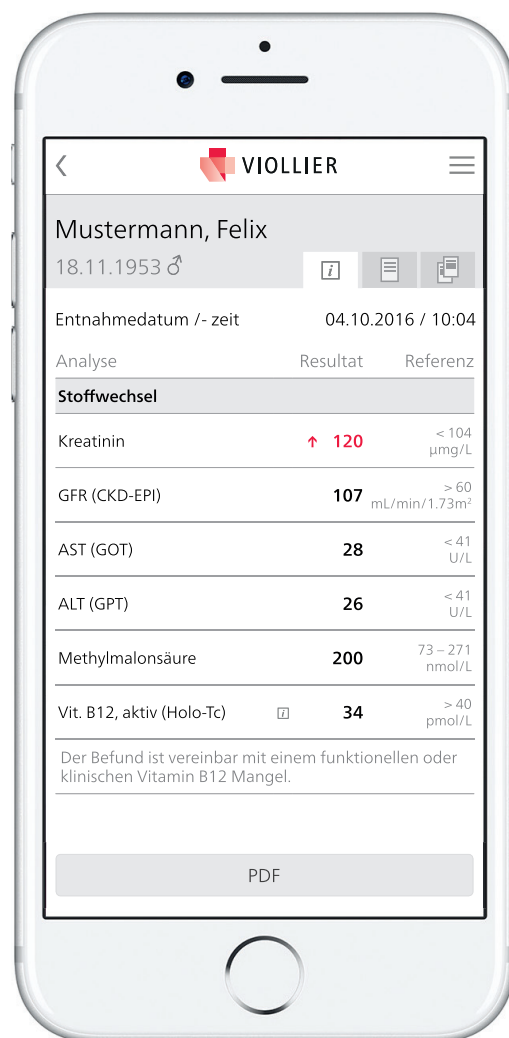 VIOLLIER
Mustermann, Felix
18.11.1953 ♂
i
Entnahmedatum /- zeit 04.10.2016 / 10:04
Analyse Resultat Referenz
Stoffwechsel
Kreatinin ↑ 120 < 104
µmg/L
GFR (CKD-EPI) 107 > 60
mL/min/1.73m²
AST (GOT) 28 < 41
U/L
ALT (GPT) 26 < 41
U/L
Methylmalonsäure 200 73 – 271
nmol/L
Vit. B12, aktiv (Holo-Tc) i 34 > 40
pmol/L
Der Befund ist vereinbar mit einem funktionellen oder
klinischen Vitamin B12 Mangel.
PDF